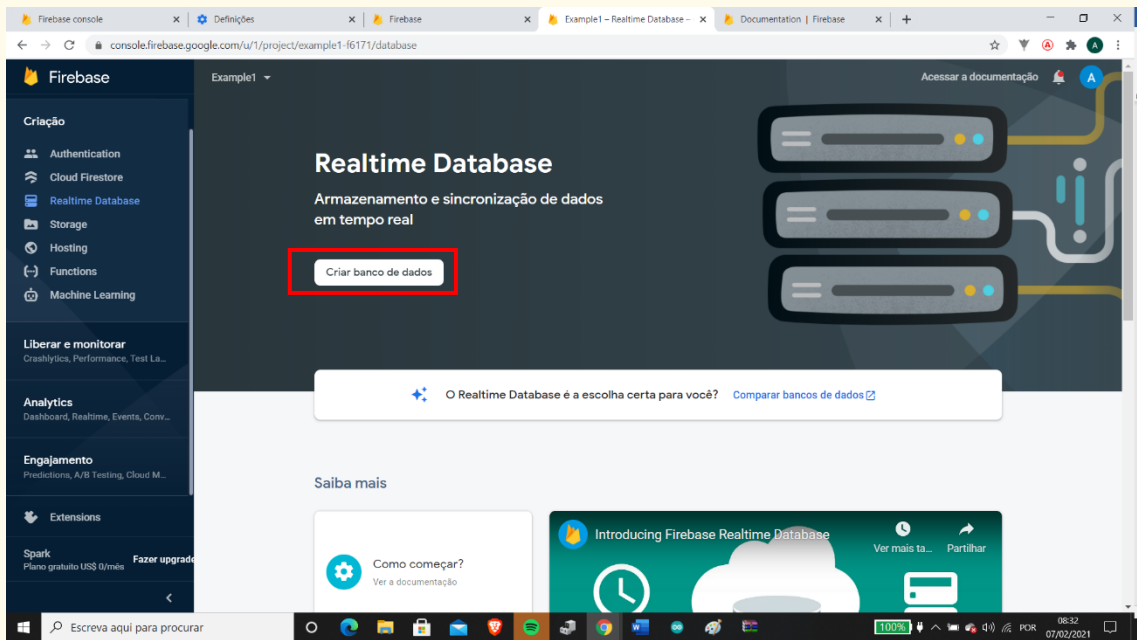 Firebase console
Definições
Firebase
Example1 – Realtime Database –
Documentation | Firebase
console.firebase.google.com/u/1/project/example1-f6171/database
A
Firebase
Example1
Acessar a documentação
A
Criação
Authentication
Cloud Firestore
Realtime Database
Storage
Hosting
Functions
Machine Learning
Liberar e monitorar
Crashlytics, Performance, Test La...
Analytics
Dashboard, Realtime, Events, Conv...
Engajamento
Predictions, A/B Testing, Cloud M...
Extensions
Spark
Plano gratuito US$ 0/mês
Fazer upgrade
Realtime Database
Armazenamento e sincronização de dados
em tempo real
Criar banco de dados
O Realtime Database é a escolha certa para você? Comparar bancos de dados
Saiba mais
Como começar?
Ver a documentação
Introducing Firebase Realtime Database
Ver mais ta...
Partilhar
Escreva aqui para procurar
100%
POR
08:32
07/02/2021